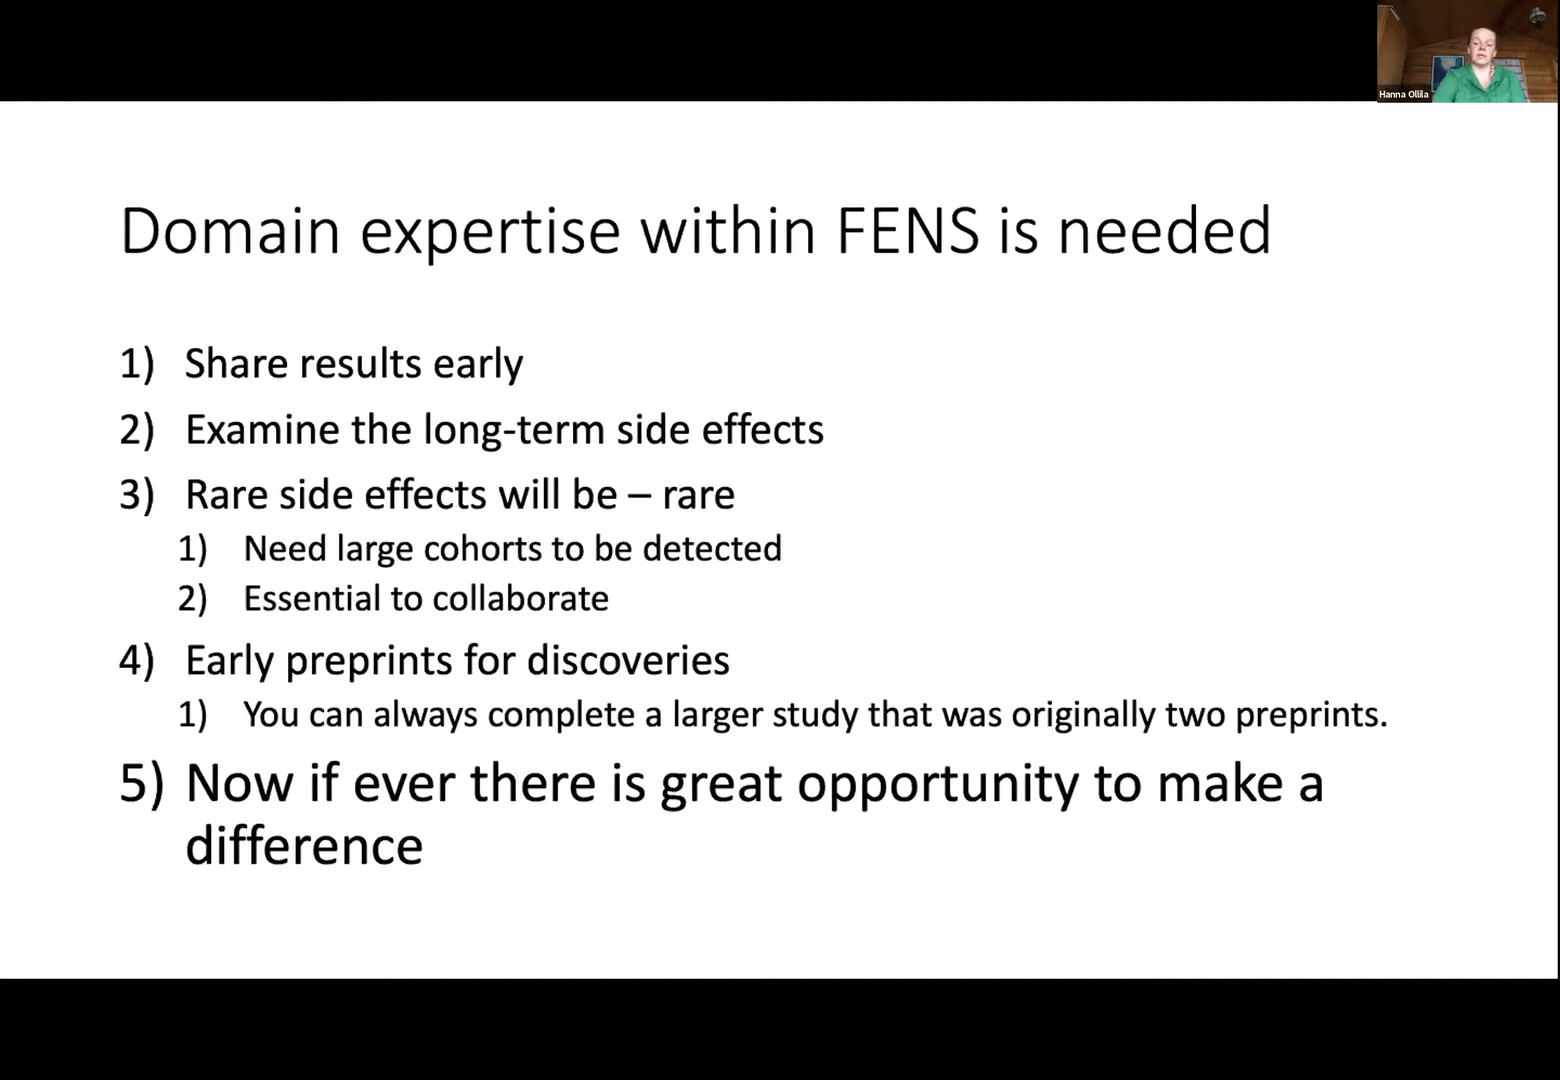 Hanna Ollila
Domain expertise within FENS is needed
1) Share results early
2) Examine the long-term side effects
3) Rare side effects will be – rare
1) Need large cohorts to be detected
2) Essential to collaborate
4) Early preprints for discoveries
1) You can always complete a larger study that was originally two preprints.
5) Now if ever there is great opportunity to make a
difference